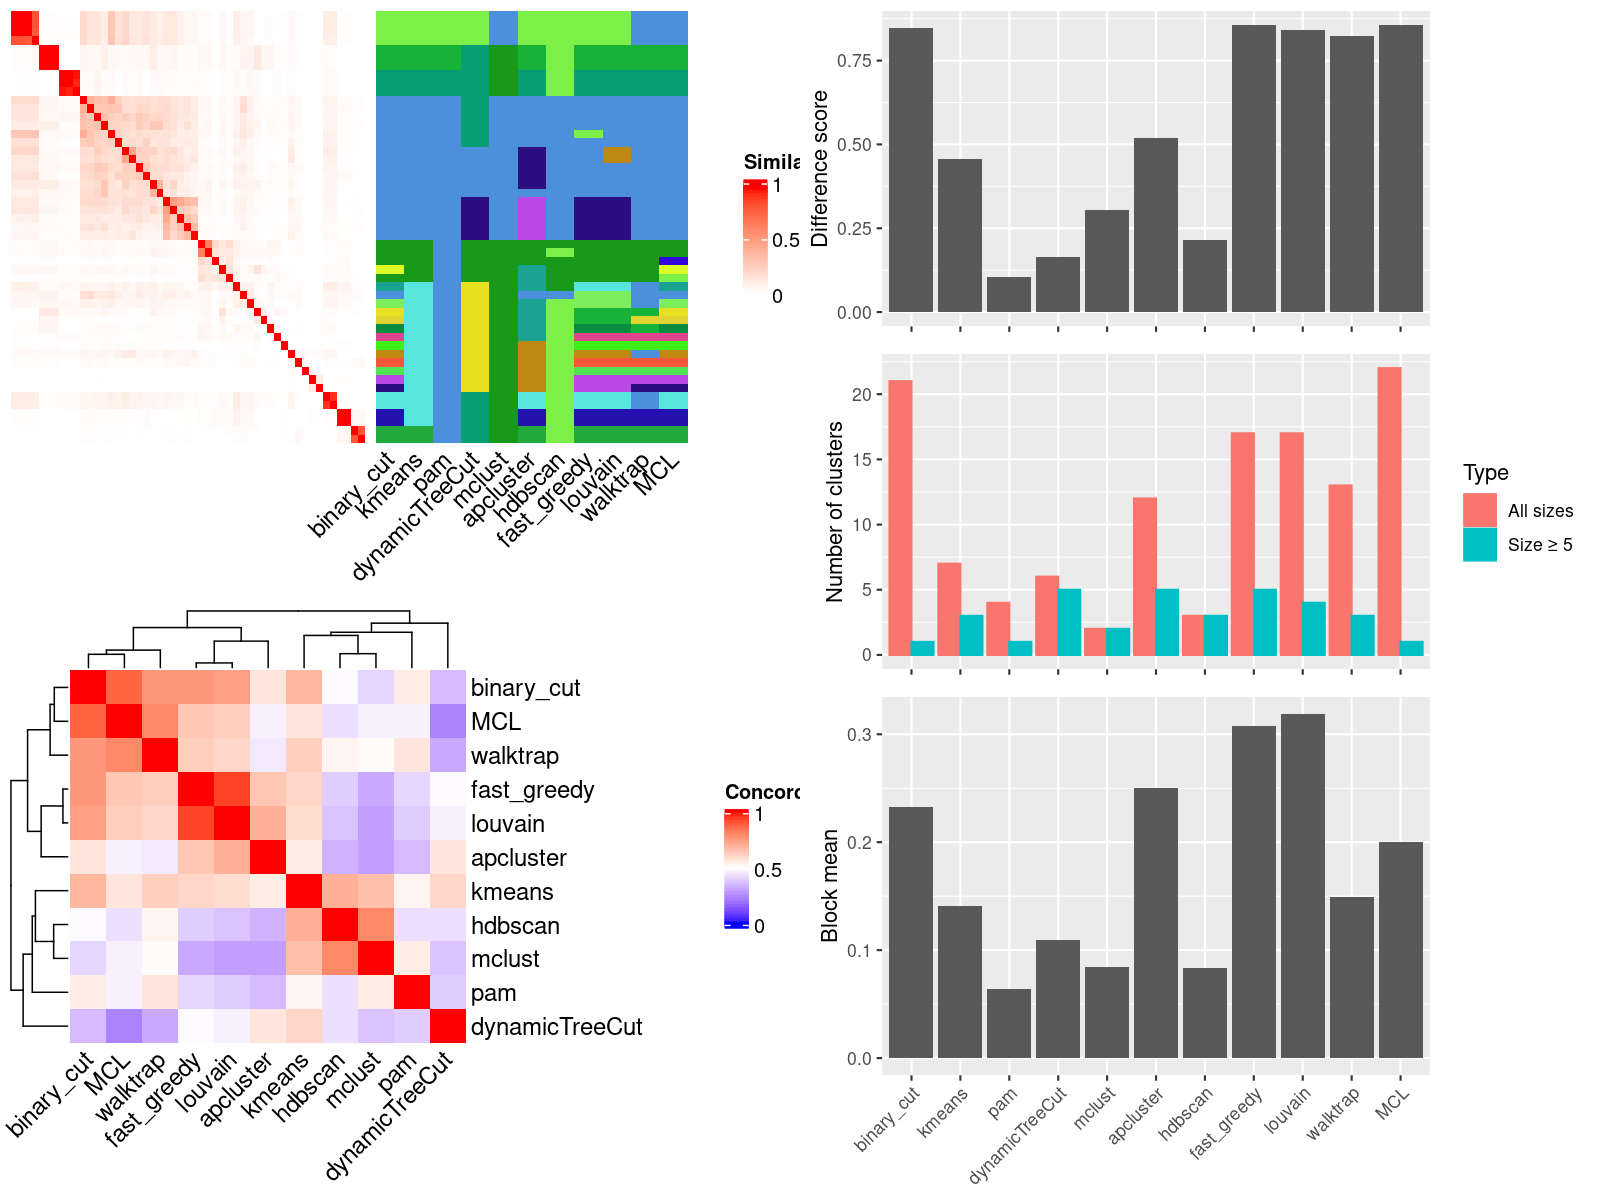 Simila
1
0.5
0
binary_cut
kmeans
pam
dynamicTreeCut
mclust
apcluster
hdbscan
fast_greedy
louvain
walktrap
MCL
Difference score
0.75
0.50
0.25
0.00
Number of clusters
20
15
10
5
0
Type
All sizes
Size ≥ 5
binary_cut
MCL
walktrap
fast_greedy
louvain
apcluster
kmeans
hdbscan
mclust
pam
dynamicTreeCut
binary_cut
MCL
walktrap
fast_greedy
louvain
apcluster
kmeans
hdbscan
mclust
pam
dynamicTreeCut
Concord
1
0.5
0
Block mean
0.3
0.2
0.1
0.0
binary_cut
kmeans
pam
dynamicTreeCut
mclust
apcluster
hdbscan
fast_greedy
louvain
walktrap
MCL